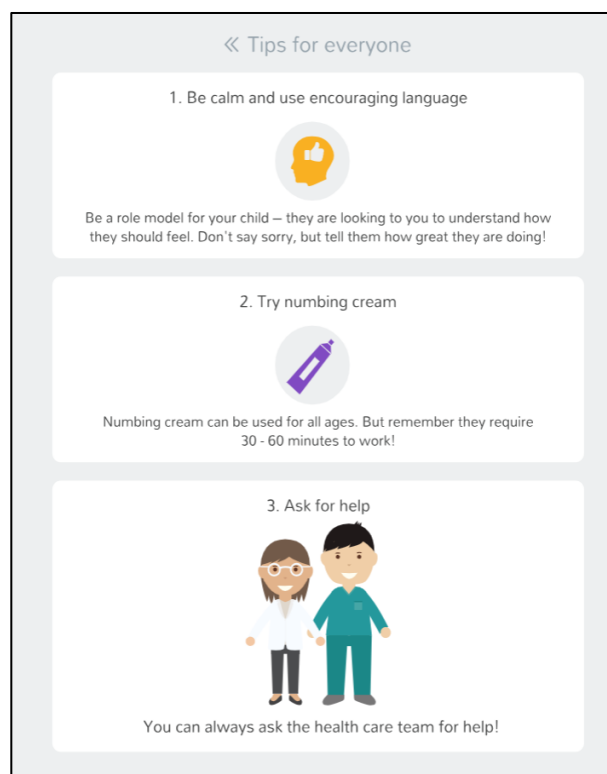 « Tips for everyone
1. Be calm and use encouraging language
Be a role model for your child – they are looking to you to understand how
they should feel. Don't say sorry, but tell them how great they are doing!
2. Try numbing cream
Numbing cream can be used for all ages. But remember they require
30 - 60 minutes to work!
3. Ask for help
You can always ask the health care team for help!